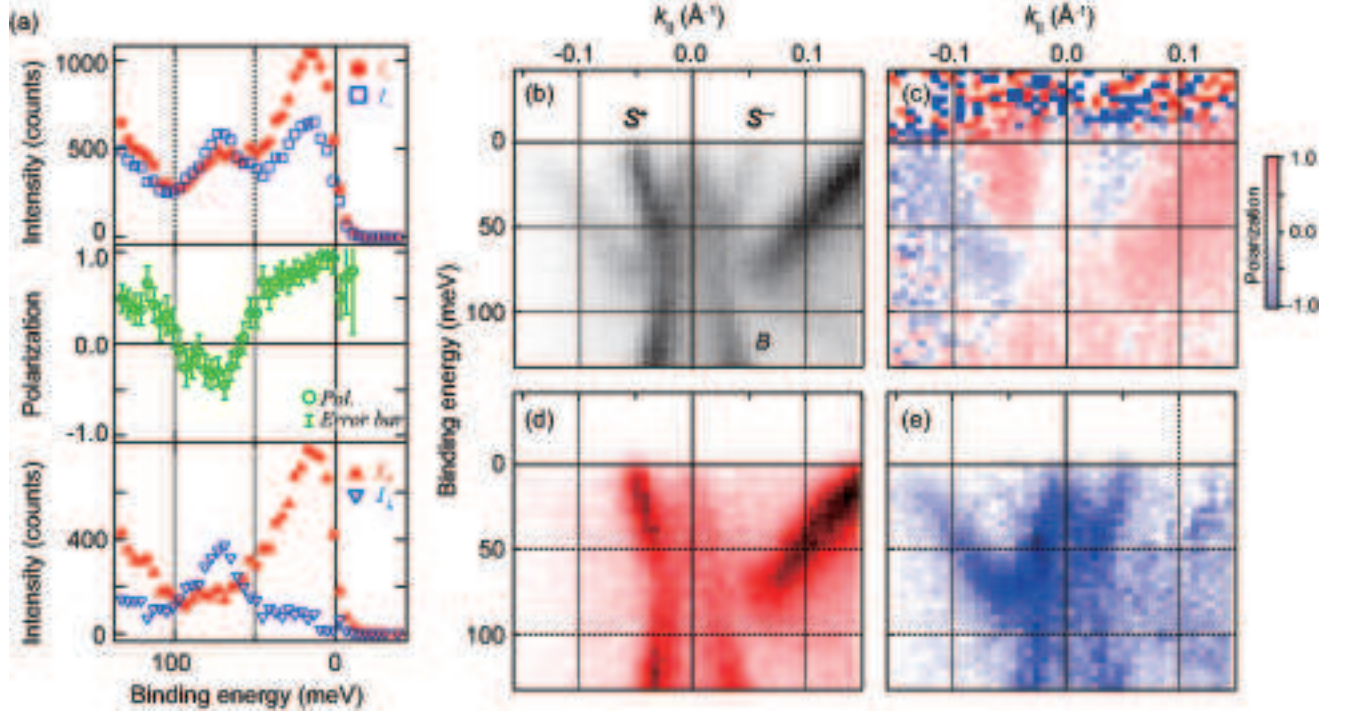 (a)
Intensity (counts)
1000
500
0
I
I
Polarization
1.0
0.0
-1.0
Pol.
Error bar
Intensity (counts)
400
0
I
I
100 0
Binding energy (meV)
k|| (Å-1)
-0.1 0.0 0.1
(b)
S+ S−
B
0
50
100
Binding energy (meV)
k|| (Å-1)
-0.1 0.0 0.1
(c)
1.0
0.0
-1.0
Polarization
(d)
0
50
100
(e)